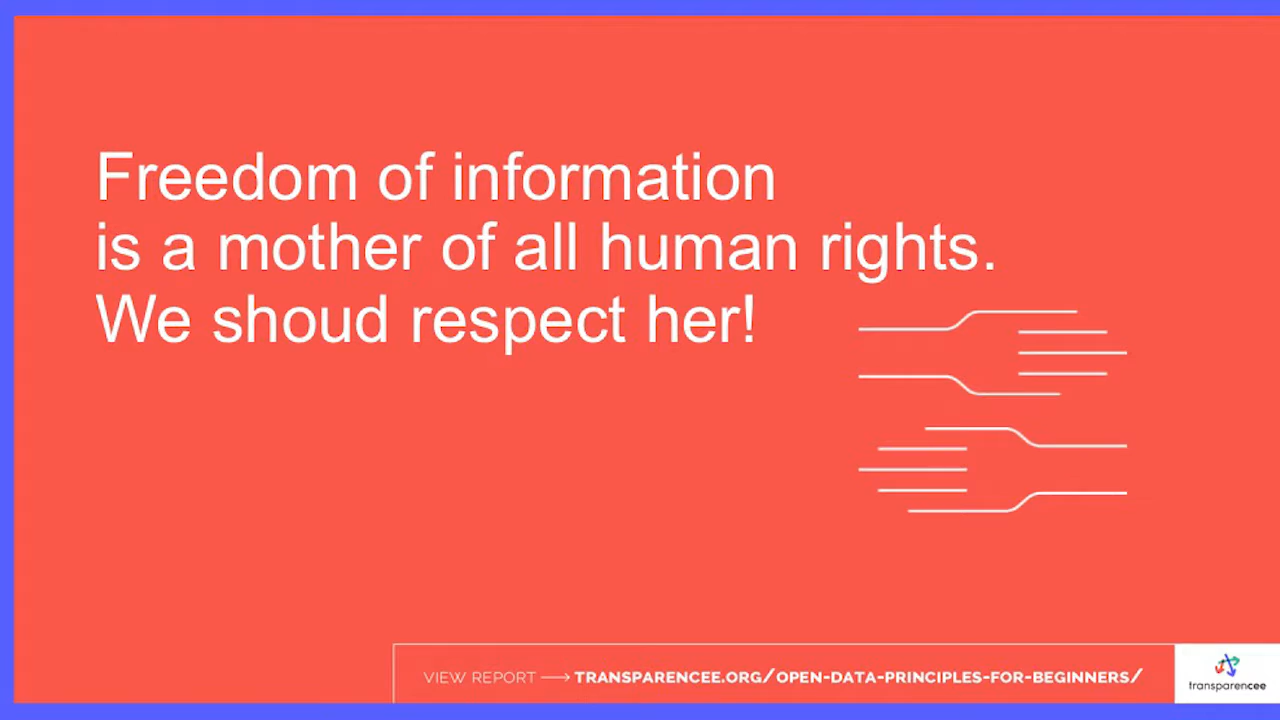 Freedom of information
is a mother of all human rights.
We shoud respect her!
VIEW REPORT → TRANSPARENCEE.ORG/OPEN-DATA-PRINCIPLES-FOR-BEGINNERS/
transparencee